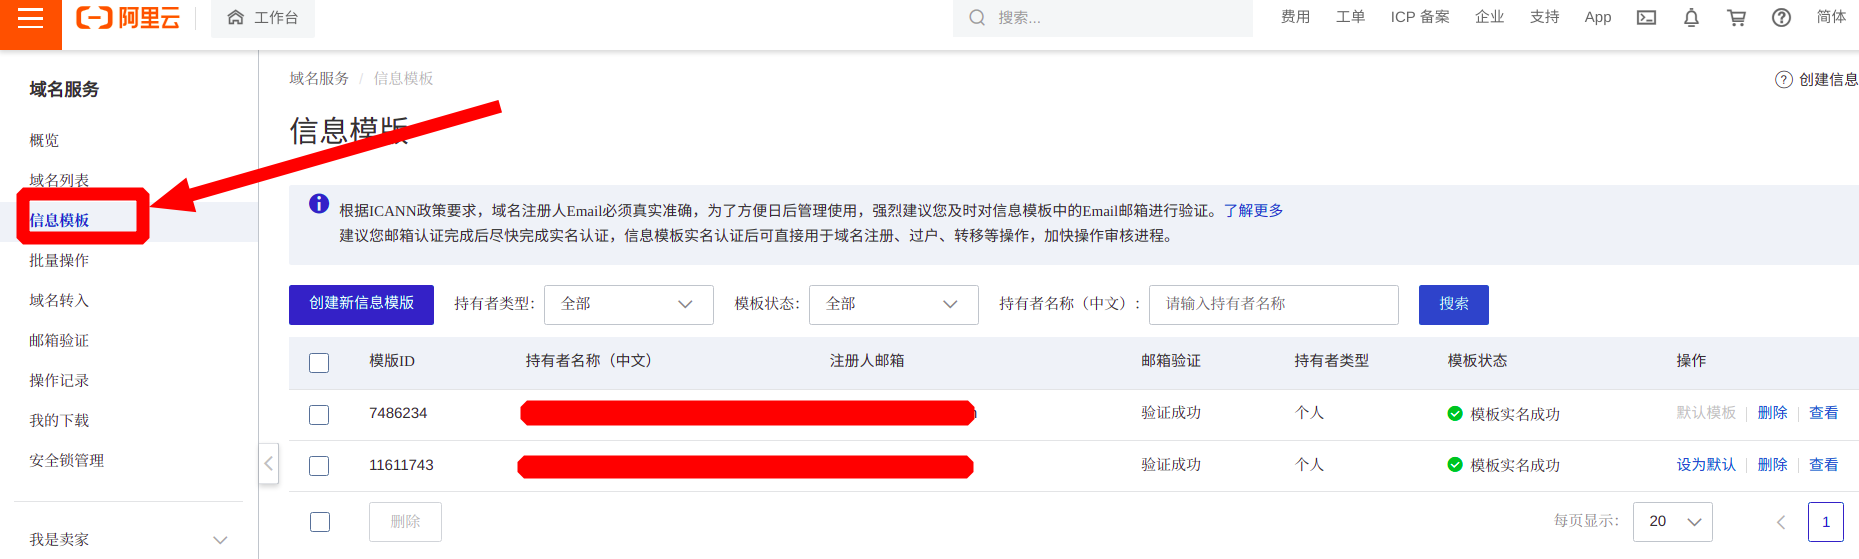 阿里云
工作台
搜索...
费用
工单
ICP 备案
企业
支持
App
简体
域名服务
概览
域名列表
信息模板
批量操作
域名转入
邮箱验证
操作记录
我的下载
安全锁管理
我是卖家
域名服务 / 信息模板
创建信息
信息模版
根据ICANN政策要求，域名注册人Email必须真实准确，为了方便日后管理使用，强烈建议您及时对信息模板中的Email邮箱进行验证。了解更多
建议您邮箱认证完成后尽快完成实名认证，信息模板实名认证后可直接用于域名注册、过户、转移等操作，加快操作审核进程。
创建新信息模版 持有者类型： 全部 模板状态： 全部 持有者名称（中文）： 请输入持有者名称 搜索
模版ID 持有者名称（中文） 注册人邮箱 邮箱验证 持有者类型 模板状态 操作
7486234 验证成功 个人 模板实名成功 默认模板 删除 查看
11611743 验证成功 个人 模板实名成功 设为默认 删除 查看
删除 每页显示： 20 1